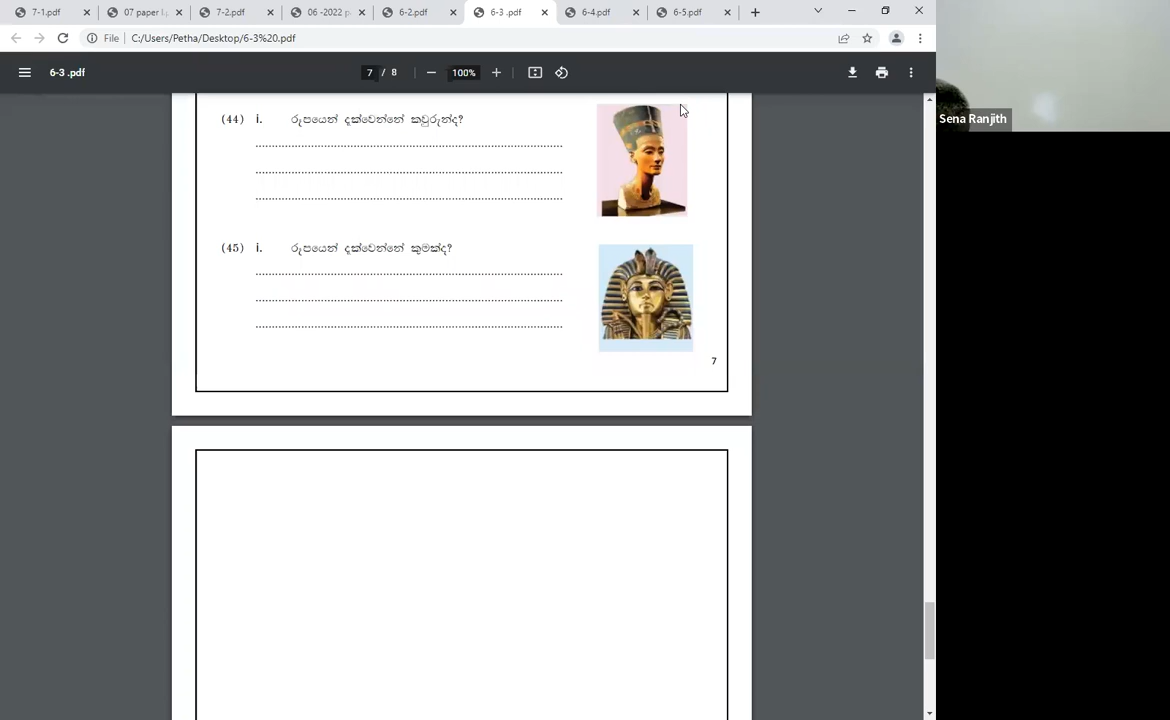 7-1.pdf
07 paper I.p
7-2.pdf
06 -2022 p
6-2.pdf
6-3 .pdf
6-4.pdf
6-5.pdf
File C:/Users/Petha/Desktop/6-3%20.pdf
6-3 .pdf
7 / 8
100%
Sena Ranjith
(44) i. රූපයෙන් දක්වෙන්නේ කවුරුන්ද?
(45) i. රූපයෙන් දක්වෙන්නේ කුමක්ද?
7